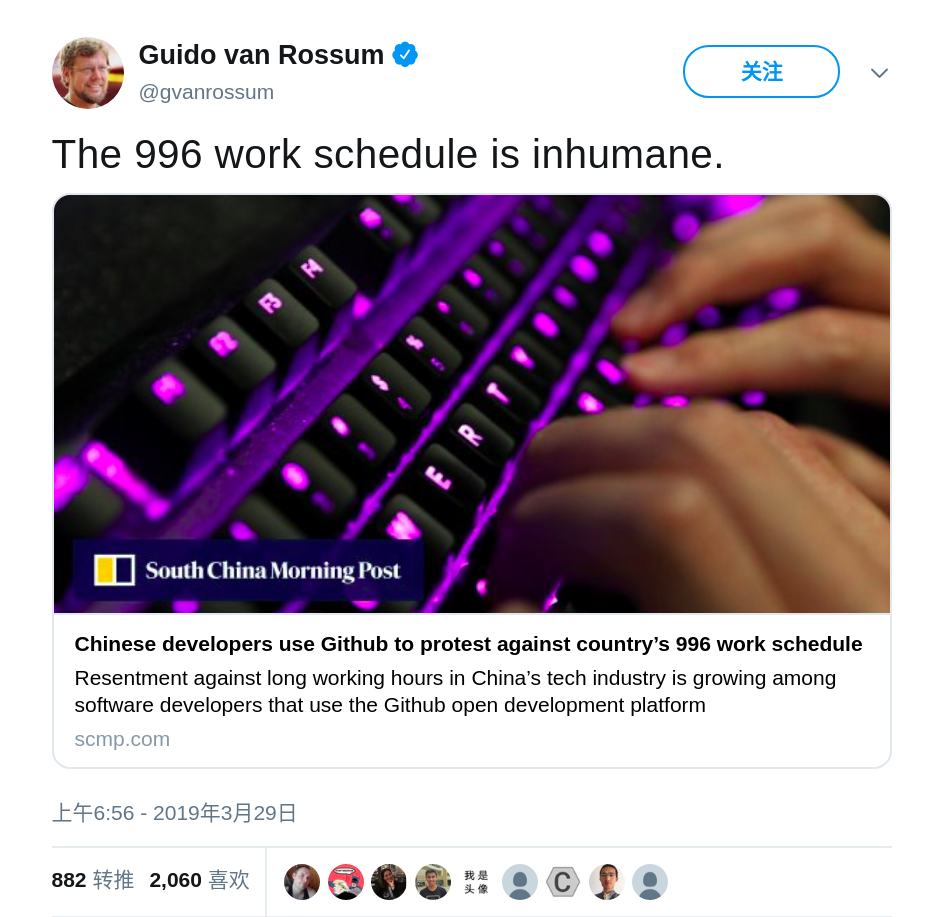 Guido van Rossum
@gvanrossum
关注
The 996 work schedule is inhumane.
E R T
South China Morning Post
Chinese developers use Github to protest against country’s 996 work schedule
Resentment against long working hours in China’s tech industry is growing among
software developers that use the Github open development platform
scmp.com
上午6:56 - 2019年3月29日
882 转推 2,060 喜欢
我是
头像
C